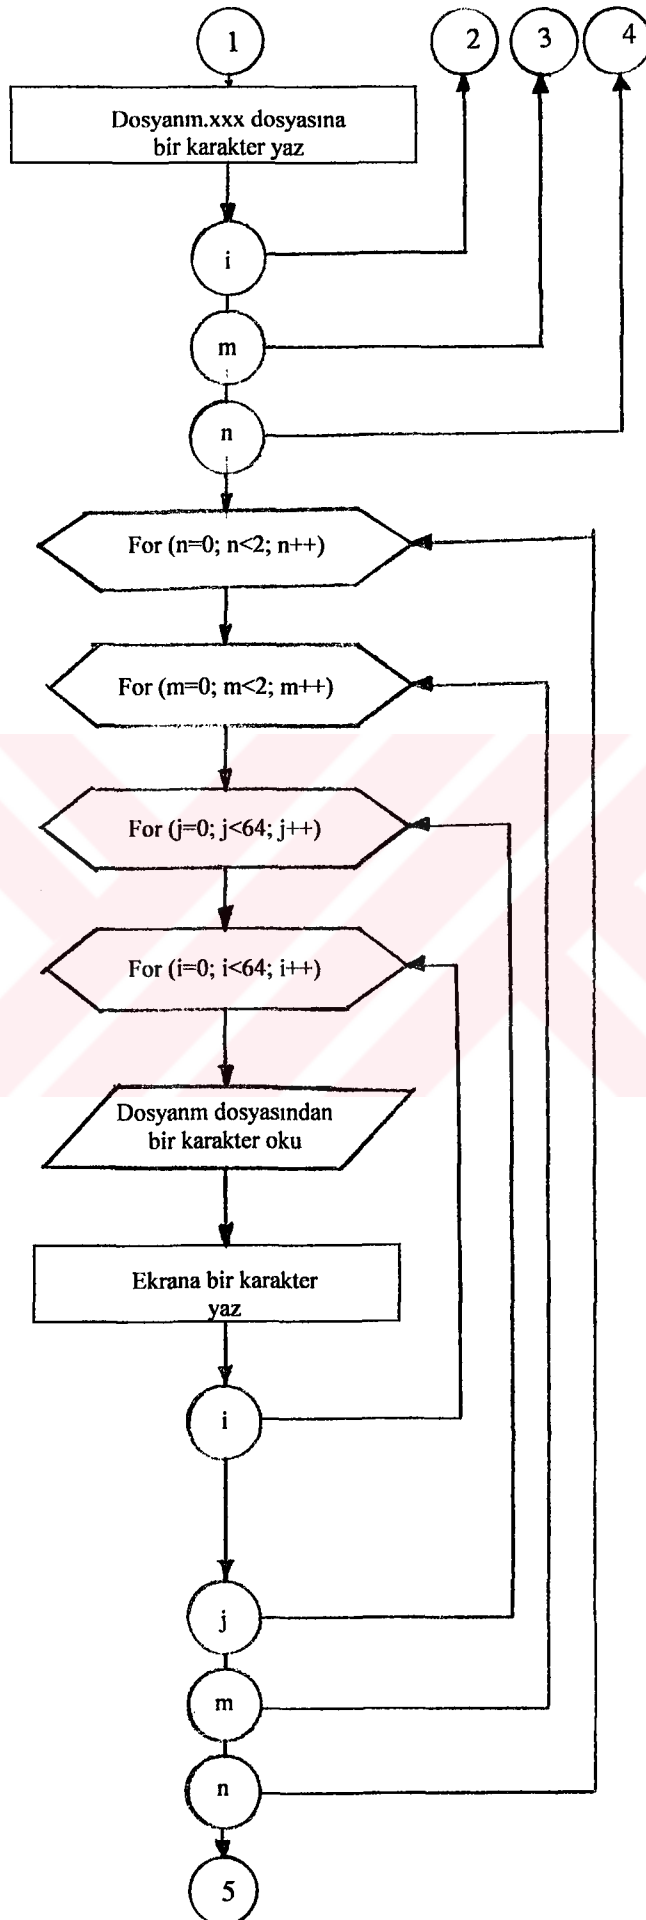 1
2
3
4
Dosyanm.xxx dosyasına
bir karakter yaz
i
m
n
For (n=0; n<2; n++)
For (m=0; m<2; m++)
For (j=0; j<64; j++)
For (i=0; i<64; i++)
Dosyanm dosyasından
bir karakter oku
Ekrana bir karakter
yaz
i
j
m
n
5